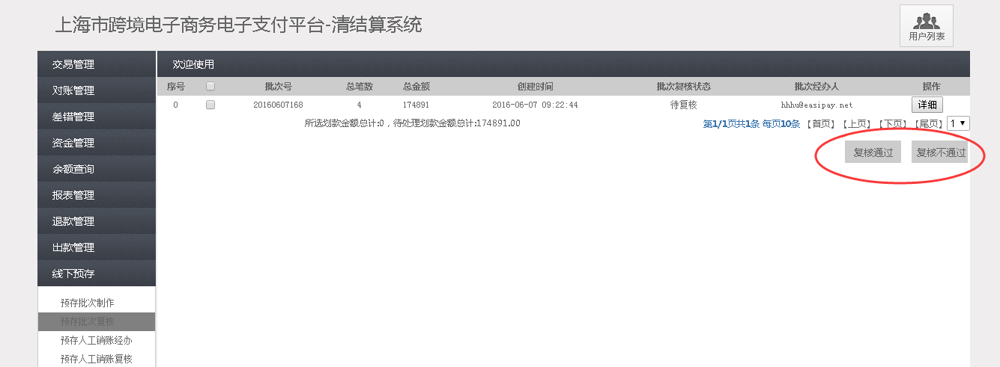 上海市跨境电子商务电子支付平台-清结算系统
用户列表
交易管理
对账管理
差错管理
资金管理
余额查询
报表管理
退款管理
出款管理
线下预存
预存批次制作
预存批次复核
预存人工销账经办
预存人工销账复核
欢迎使用
序号 批次号 总笔数 总金额 创建时间 批次复核状态 批次经办人 操作
0 20160607168 4 174891 2016-06-07 09:22:44 待复核 hhhu@easipay.net 详细
所选划款金额总计:0，待处理划款金额总计:174891.00 第1/1页共1条 每页10条 【首页】【上页】【下页】【尾页】 1
复核通过 复核不通过